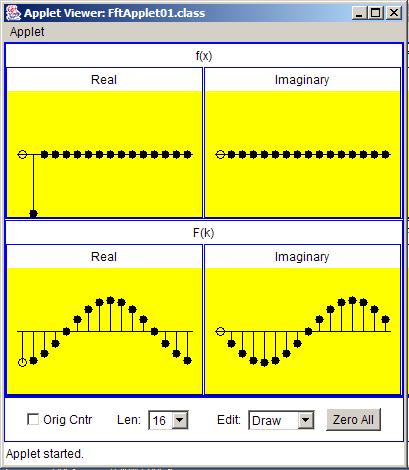 Applet Viewer: FftApplet01.class
Applet
f(x)
Real Imaginary
F(k)
Real Imaginary
Orig Cntr Len: 16 Edit: Draw Zero All
Applet started.